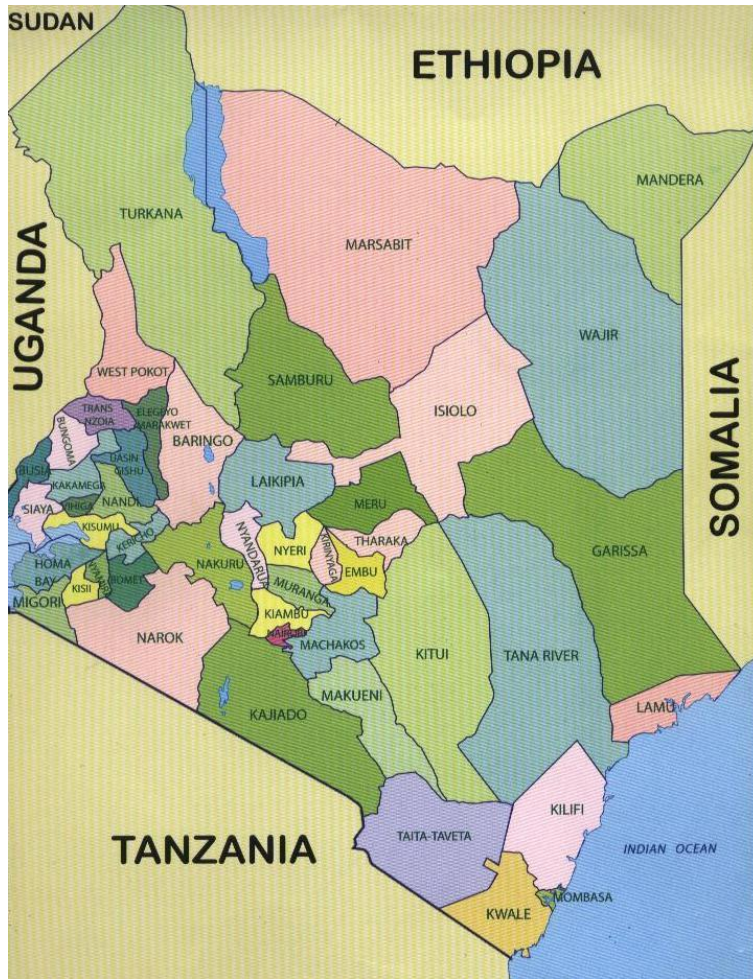 SUDAN
ETHIOPIA
MANDERA
TURKANA
MARSABIT
UGANDA
WAJIR
WEST POKOT
SAMBURU
ISIOLO
SOMALIA
TRANS
NZOIA
ELEGEYO
MARAKWET
BUNGOMA
BARINGO
UASIN
GISHU
BUSIA
KAKAMEGA
LAIKIPIA
NANDI
MERU
SIAYA
VIHIGA
KISUMU
KERICHO
THARAKA
GARISSA
NYERI
KIRINYAGA
NYANDARUA
HOMA
BAY
NAKURU
EMBU
NYAMIRA
BOMET
KISII
MURANGA
MIGORI
KIAMBU
NAIROBI
NAROK
MACHAKOS
KITUI
TANA RIVER
MAKUENI
LAMU
KAJIADO
KILIFI
TANZANIA
TAITA-TAVETA
INDIAN OCEAN
MOMBASA
KWALE